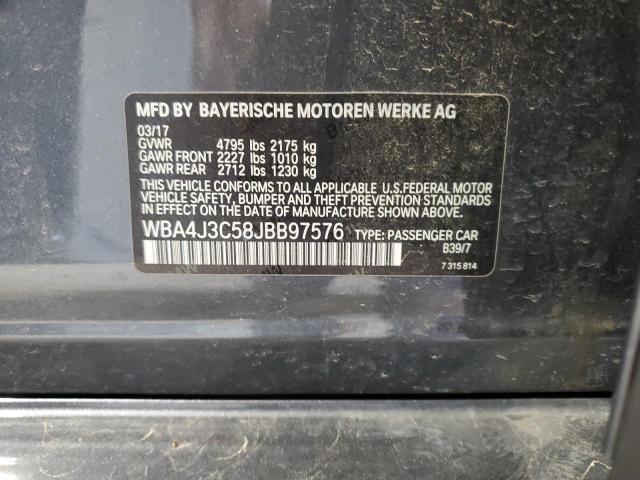 MFD BY BAYERISCHE MOTOREN WERKE AG
03/17
GVWR 4795 lbs 2175 kg
GAWR FRONT 2227 lbs 1010 kg
GAWR REAR 2712 lbs 1230 kg
THIS VEHICLE CONFORMS TO ALL APPLICABLE U.S.FEDERAL MOTOR
VEHICLE SAFETY, BUMPER AND THEFT PREVENTION
STANDARDS IN EFFECT ON THE DATE OF MANUFACTURE SHOWN ABOVE.
WBA4J3C58JBB97576 TYPE: PASSENGER CAR
B39/7
7 315 814